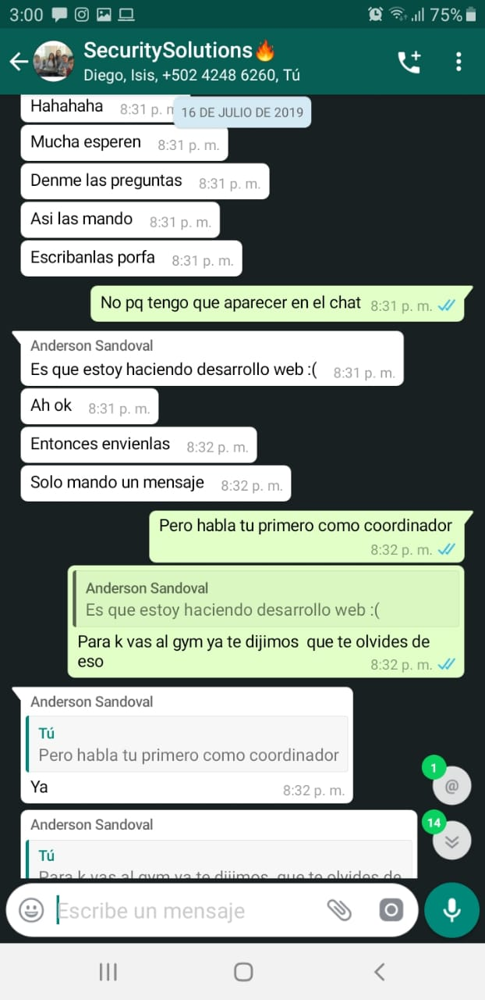 3:00
75%
SecuritySolutions🔥
Diego, Isis, +502 4248 6260, Tú
Hahahaha 8:31 p. m
16 DE JULIO DE 2019
Mucha esperen 8:31 p. m.
Denme las preguntas 8:31 p. m.
Asi las mando 8:31 p. m.
Escribanlas porfa 8:31 p. m.
No pq tengo que aparecer en el chat 8:31 p. m.
Anderson Sandoval
Es que estoy haciendo desarrollo web :( 8:31 p. m.
Ah ok 8:31 p. m.
Entonces envienlas 8:32 p. m.
Solo mando un mensaje 8:32 p. m.
Pero habla tu primero como coordinador
8:32 p. m.
Anderson Sandoval
Es que estoy haciendo desarrollo web :(
Para k vas al gym ya te dijimos que te olvides de
eso 8:32 p. m.
Anderson Sandoval
Tú
Pero habla tu primero como coordinador
Ya 8:32 p. m.
1
@
Anderson Sandoval
14
Tú
Para k vas al gym ya te dijimos que te olvides de
Escribe un mensaje